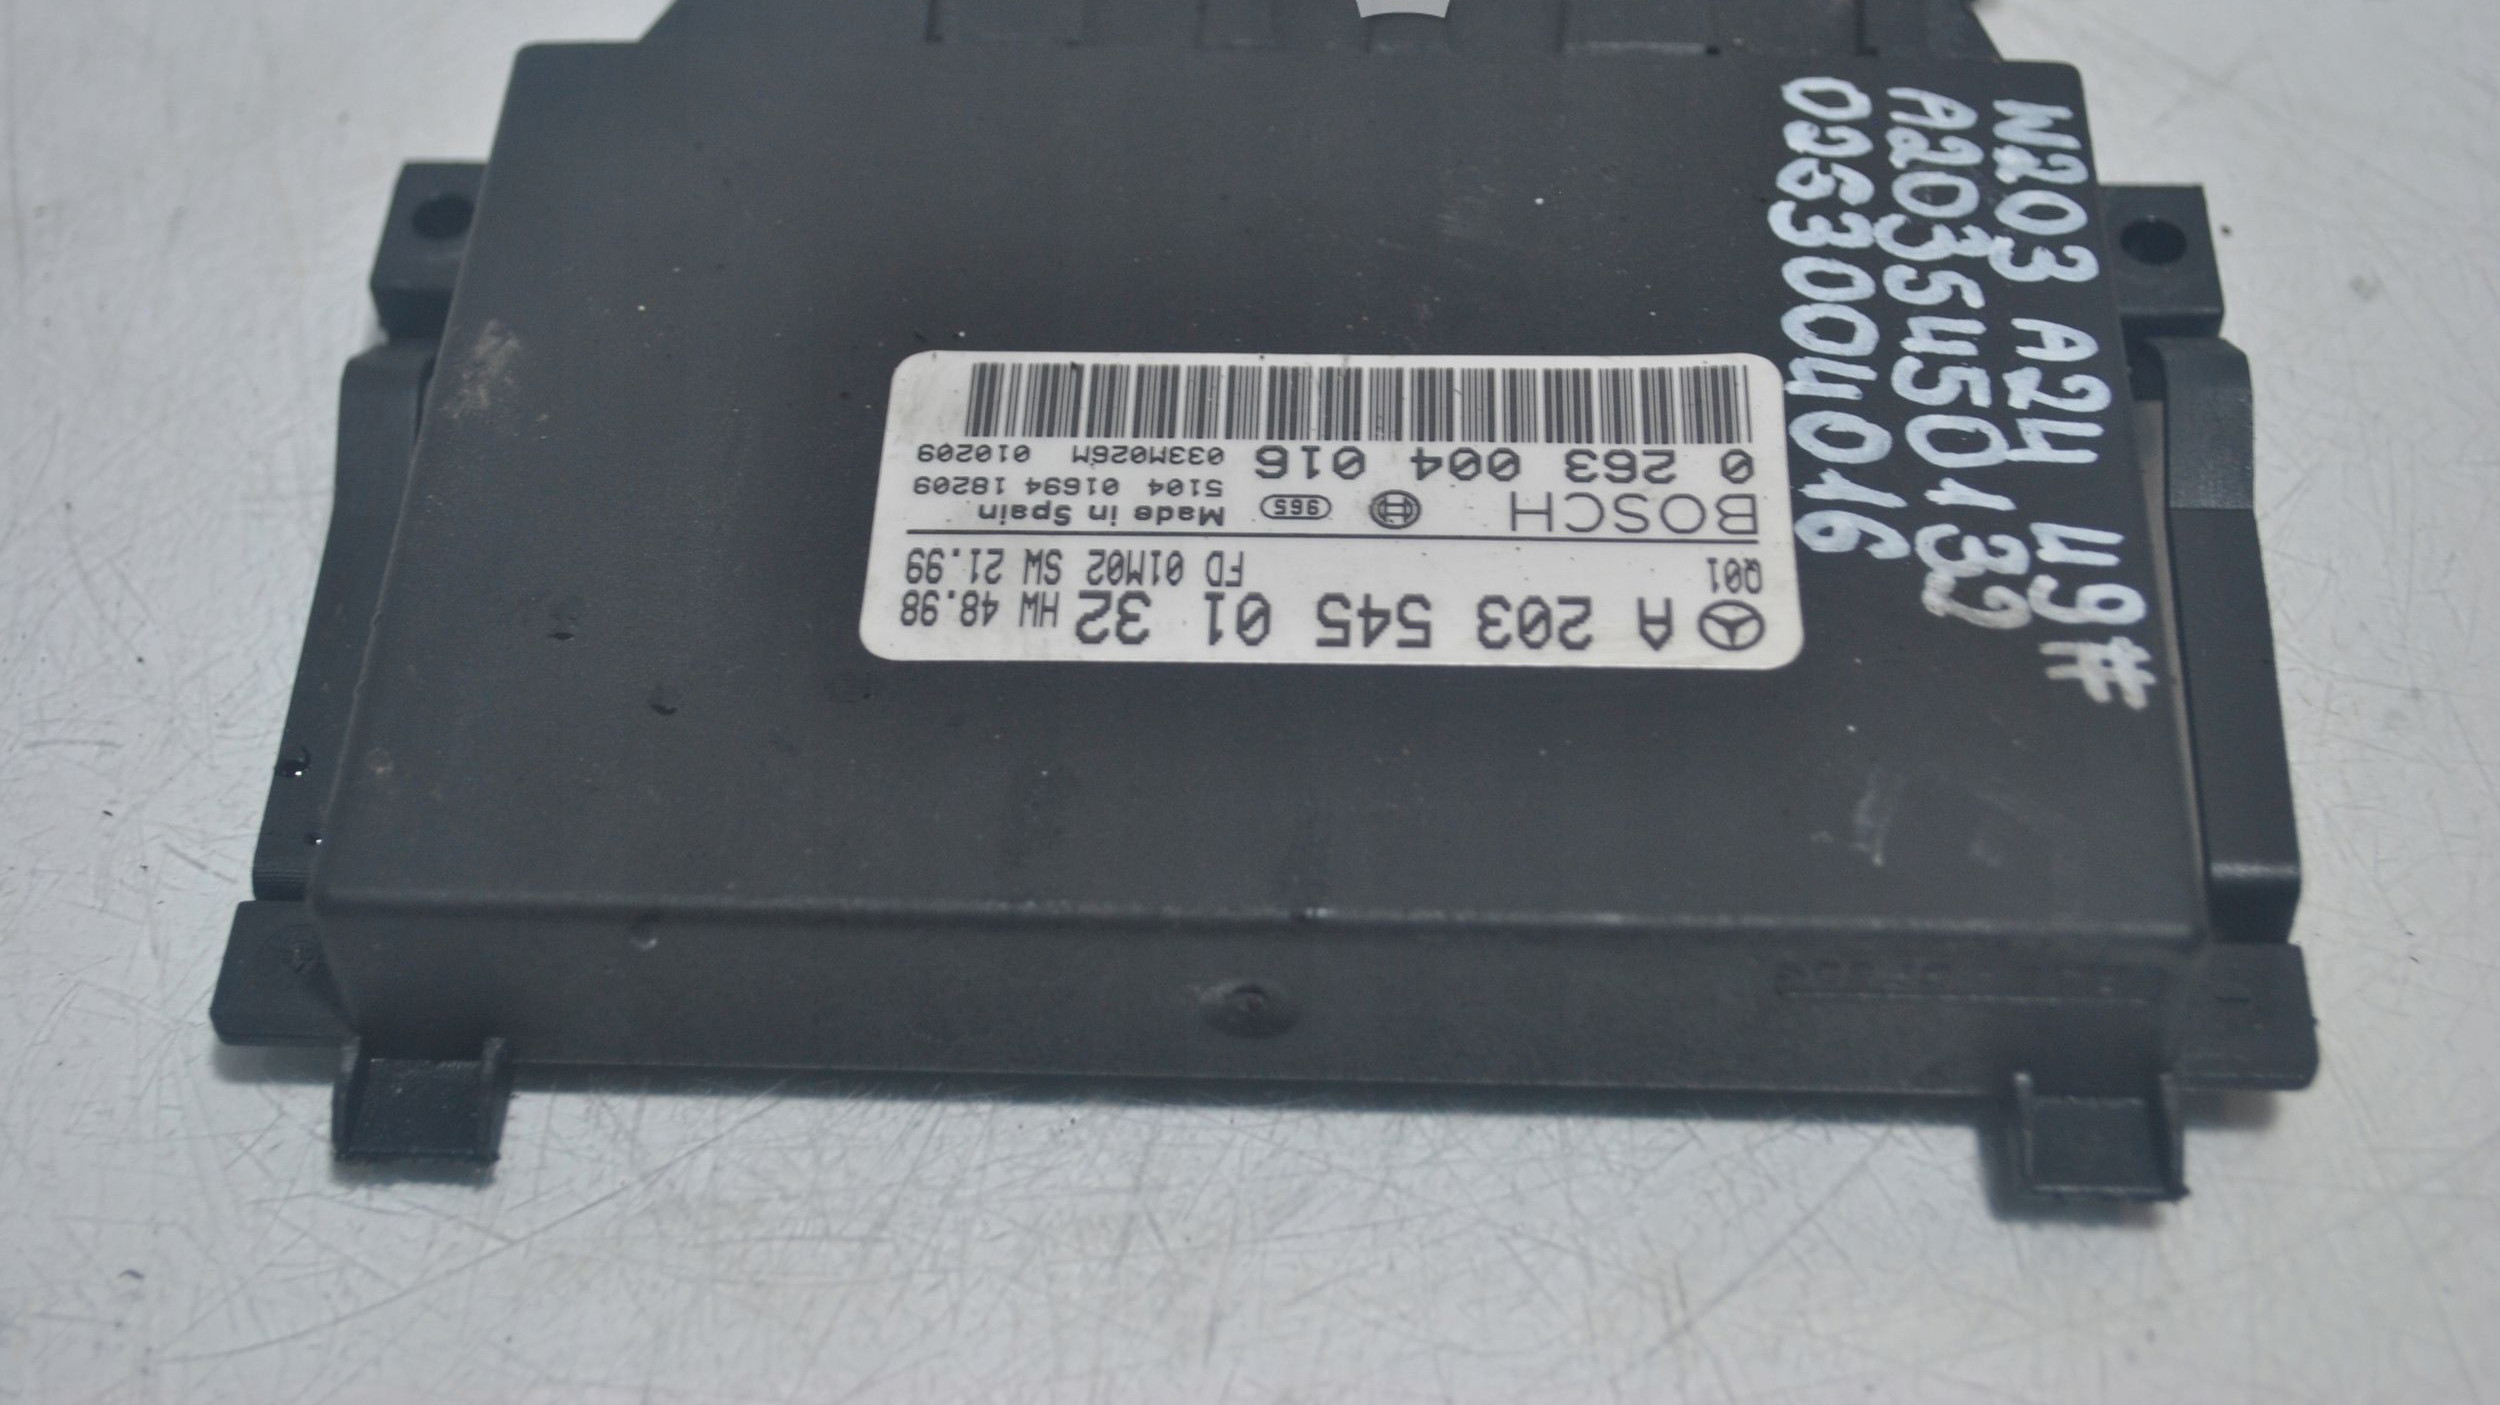 A 203 545 01 32 HW 48.98
Q01 FD 01M02 SW 21.99
BOSCH 965 Made in Spain
5104 01694 18209
0 263 004 016 033M026M 010209
W203 A24 49#
A2035450132
0263004016